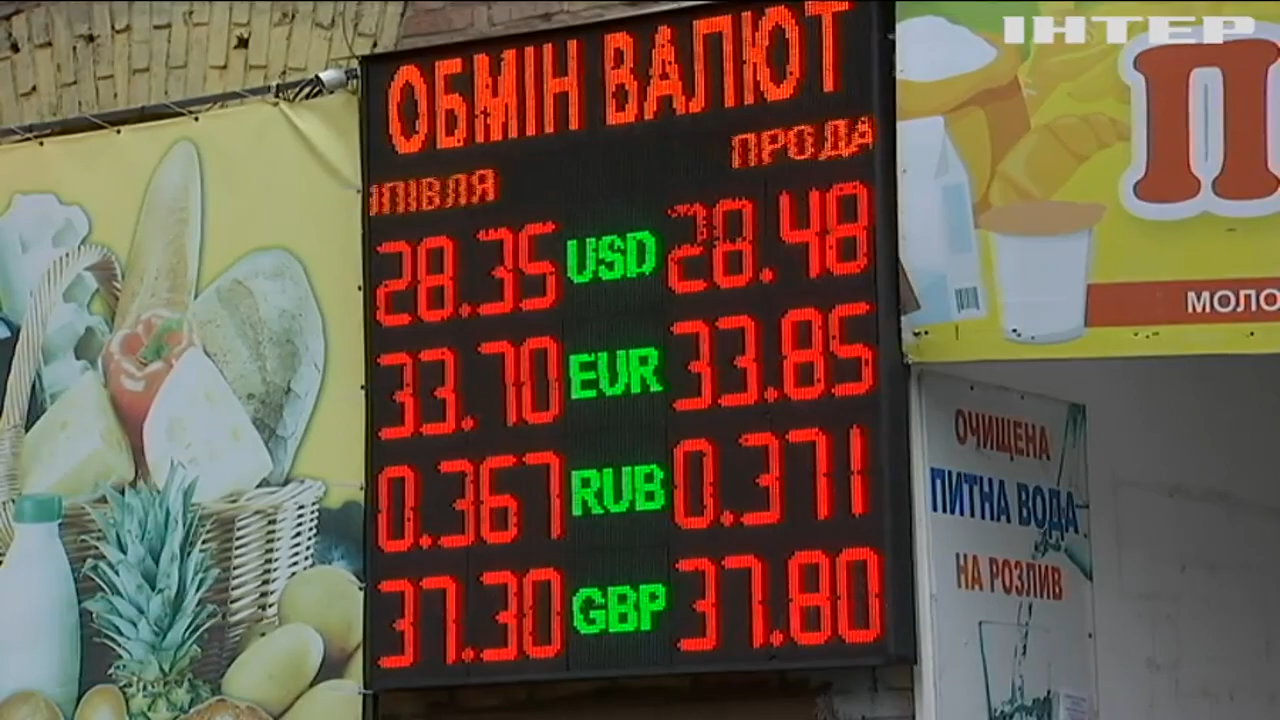 ІНТЕР
ОБМІН ВАЛЮТ
ПРОДА
ІПІВЛЯ
28.35 USD 28.48
33.70 EUR 33.85
0.367 RUB 0.371
37.30 GBP 37.80
П
МОЛО
ОЧИЩЕНА
ПИТНА ВОДА
НА РОЗЛИВ